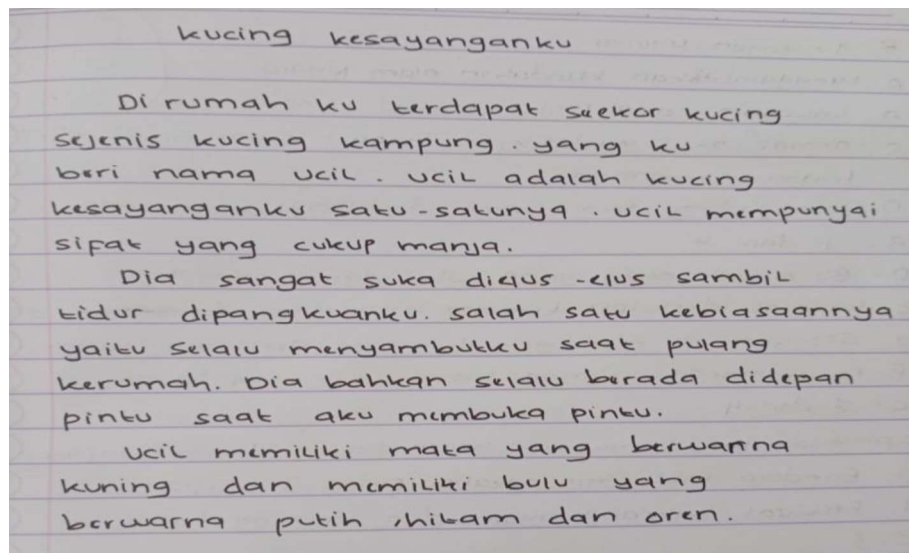 kucing kesayanganku
Di rumah ku terdapat suekor kucing
sejenis kucing kampung. yang ku
beri nama ucil. ucil adalah kucing
kesayanganku satu-satunya. ucil mempunyai
sifat yang cukup manja.
Dia sangat suka dielus-elus sambil
tidur dipangkuanku. salah satu kebiasaannya
yaitu selalu menyambutku saat pulang
kerumah. Dia bahkan selalu berada didepan
pintu saat aku membuka pintu.
ucil memiliki mata yang berwarna
kuning dan memiliki bulu yang
berwarna putih, hitam dan oren.